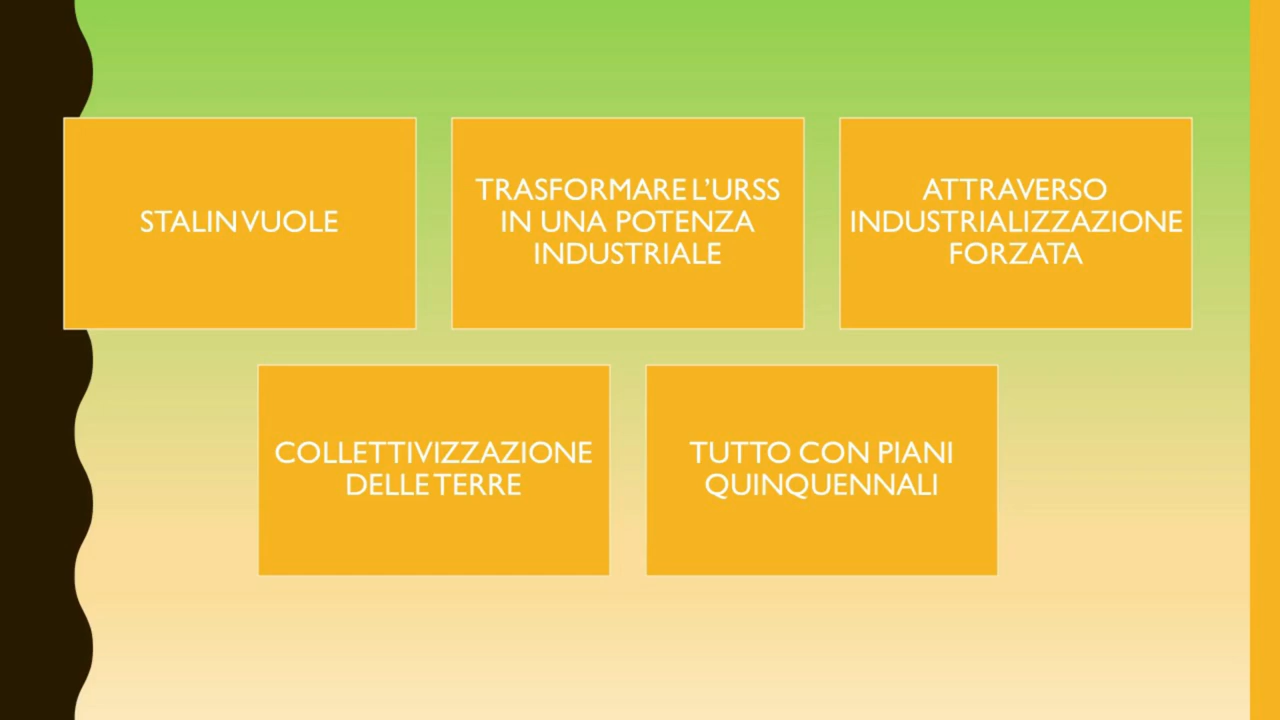 STALIN VUOLE
TRASFORMARE L'URSS
IN UNA POTENZA
INDUSTRIALE
ATTRAVERSO
INDUSTRIALIZZAZIONE
FORZATA
COLLETTIVIZZAZIONE
DELLE TERRE
TUTTO CON PIANI
QUINQUENNALI